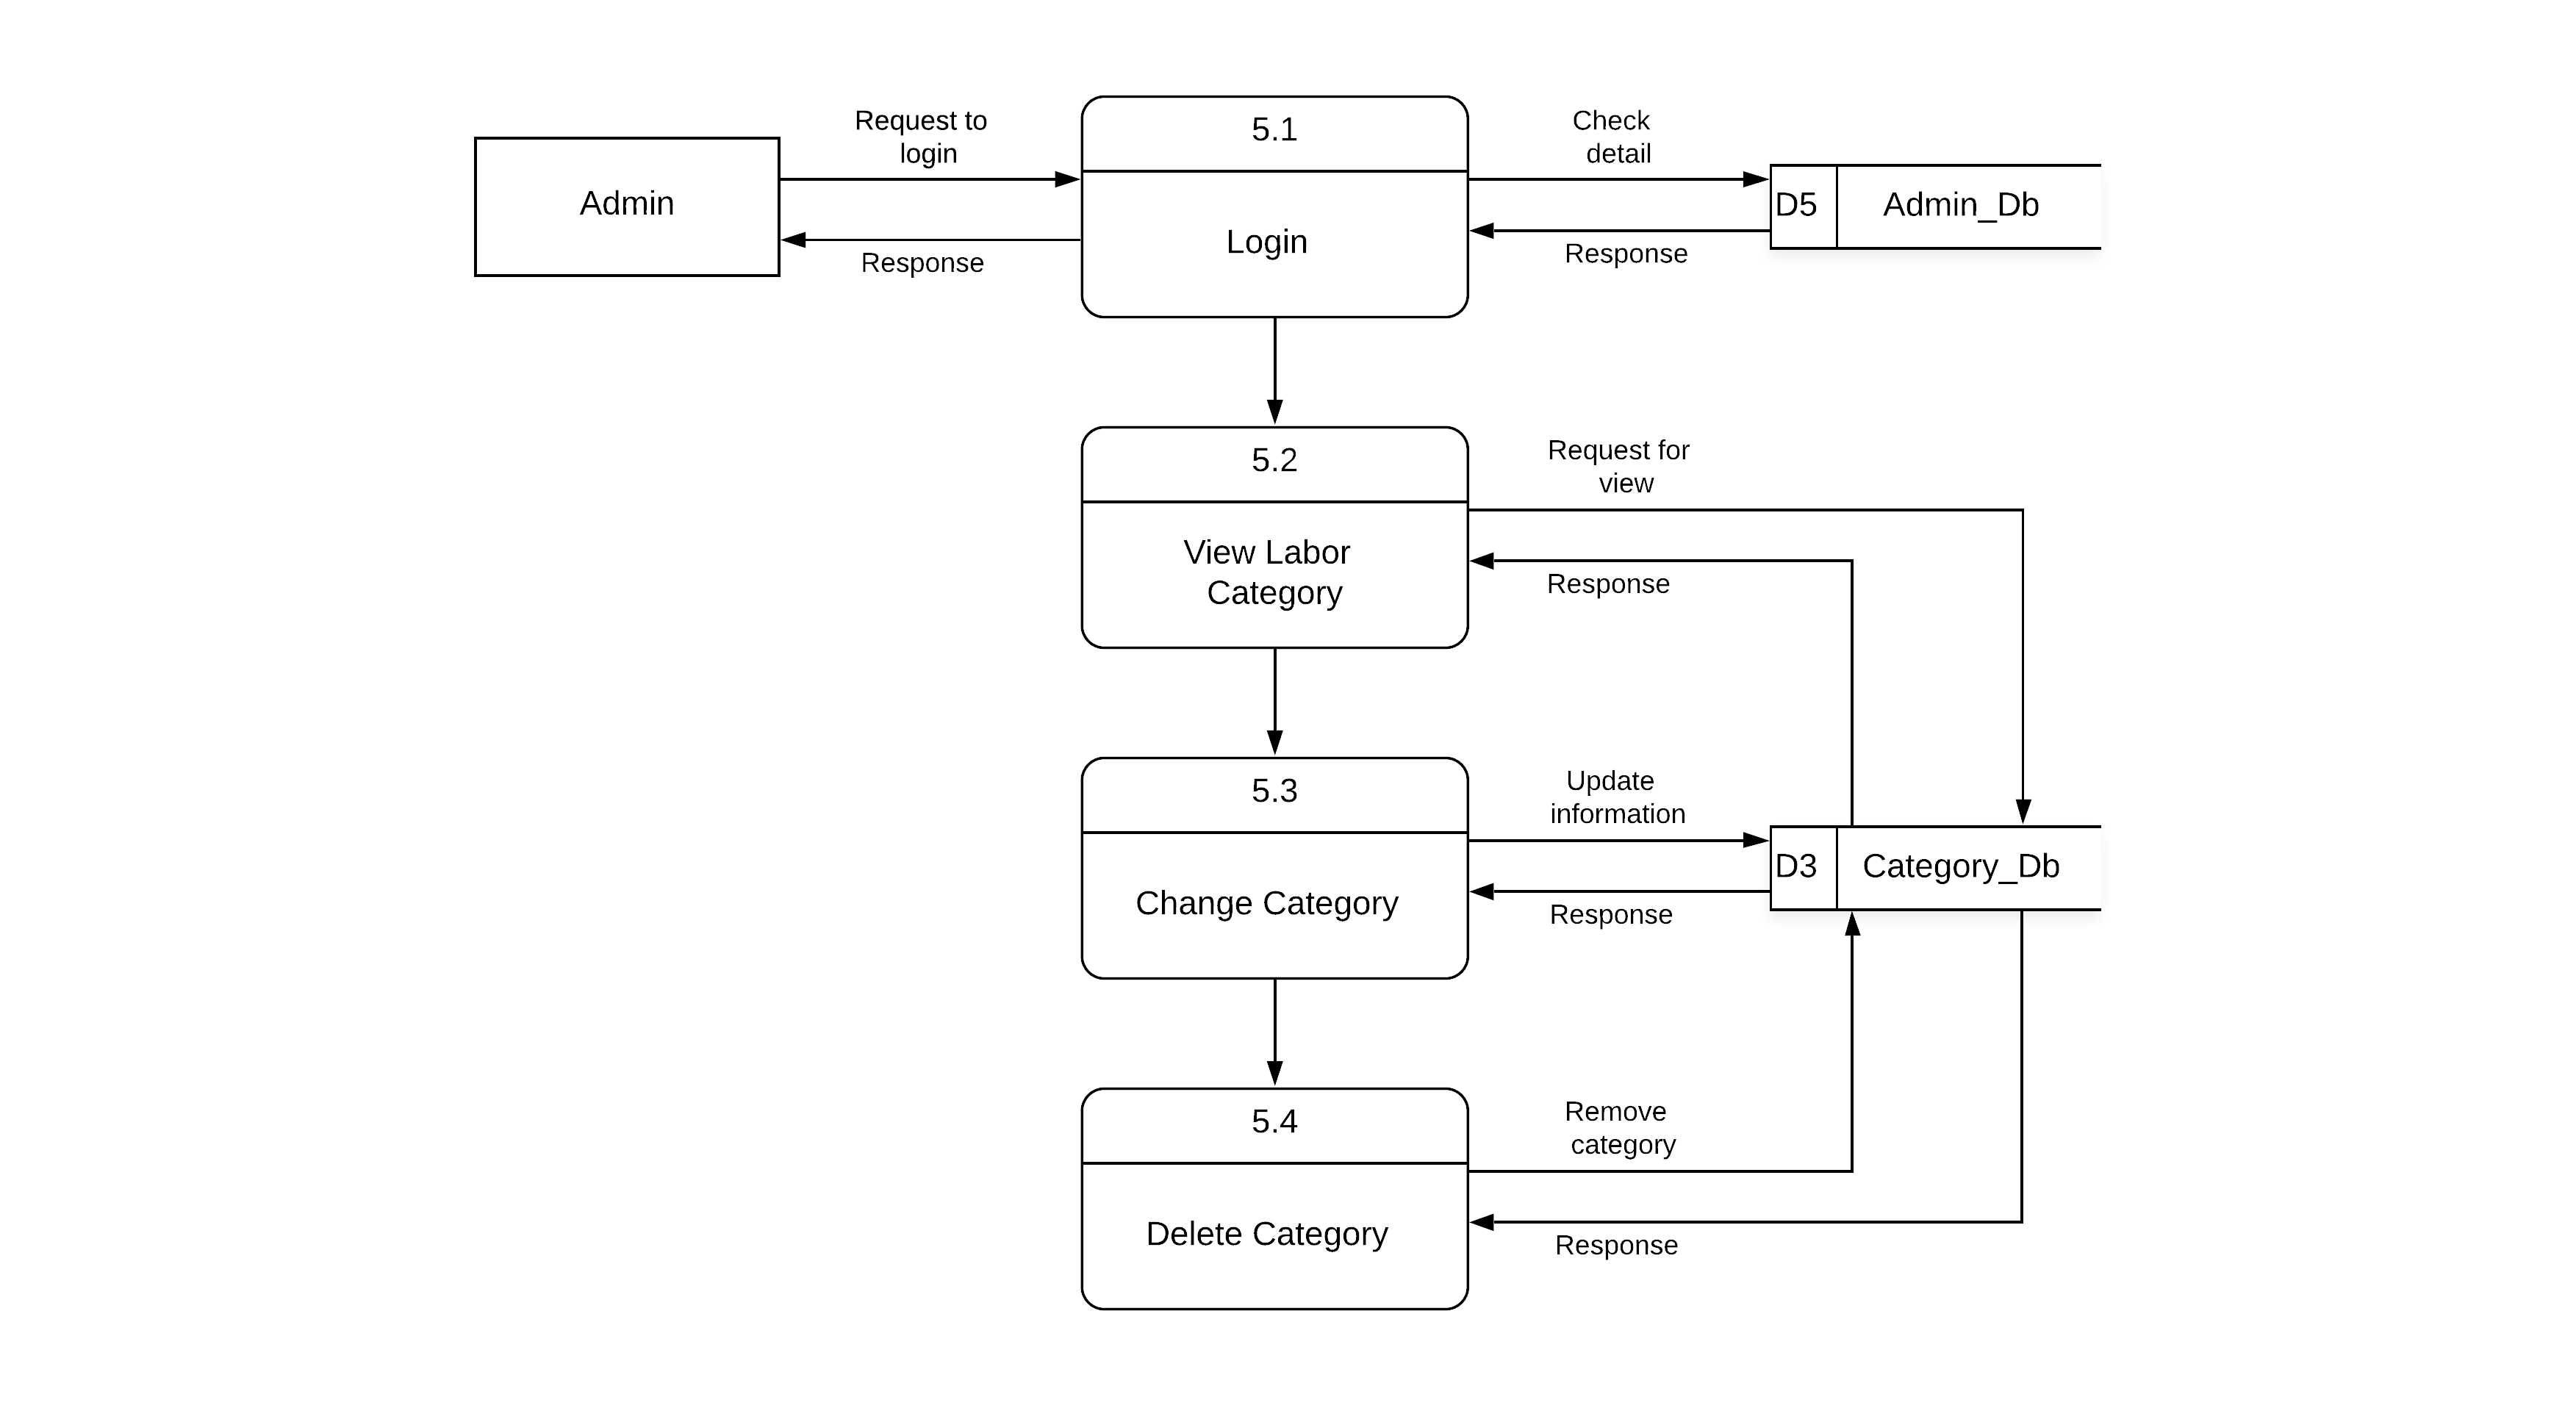 Request to
login
Admin
Response
5.1
Login
Check
detail
D5
Admin_Db
Response
5.2
View Labor
Category
Request for
view
Response
5.3
Change Category
Update
information
D3
Category_Db
Response
5.4
Delete Category
Remove
category
Response